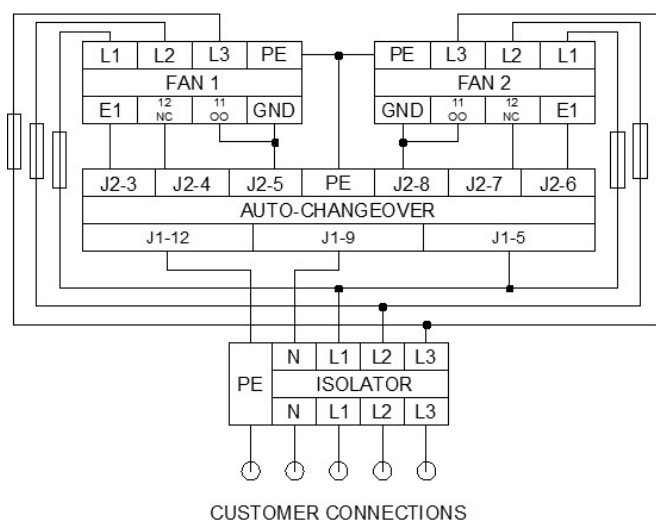 L1 L2 L3 PE PE L3 L2 L1
FAN 1 FAN 2
E1 12 NC 11 OO GND GND 11 OO 12 NC E1
J2-3 J2-4 J2-5 PE J2-8 J2-7 J2-6
AUTO-CHANGEOVER
J1-12 J1-9 J1-5
N L1 L2 L3
PE ISOLATOR
N L1 L2 L3
CUSTOMER CONNECTIONS